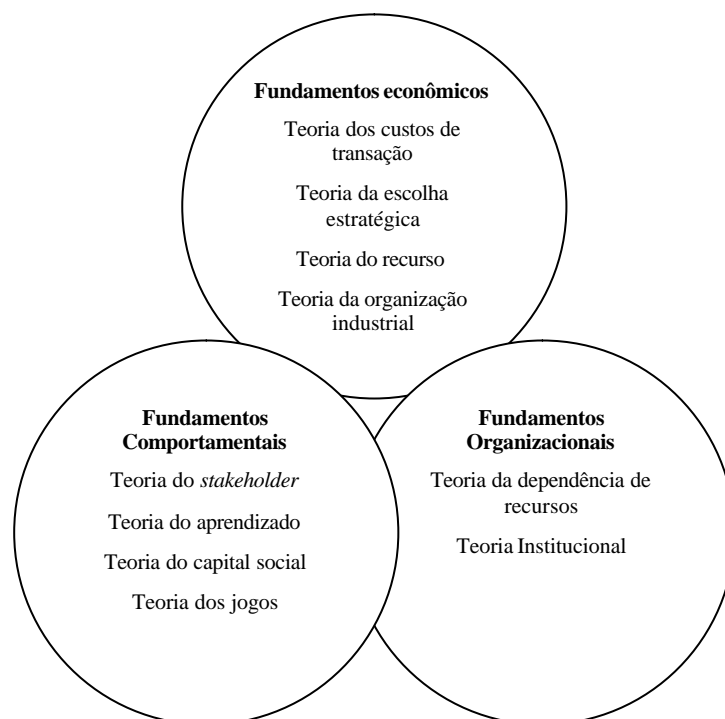 Fundamentos econômicos
Teoria dos custos de
transação
Teoria da escolha
estratégica
Teoria do recurso
Teoria da organização
industrial
Fundamentos
Comportamentais
Teoria do stakeholder
Teoria do aprendizado
Teoria do capital social
Teoria dos jogos
Fundamentos
Organizacionais
Teoria da dependência de
recursos
Teoria Institucional